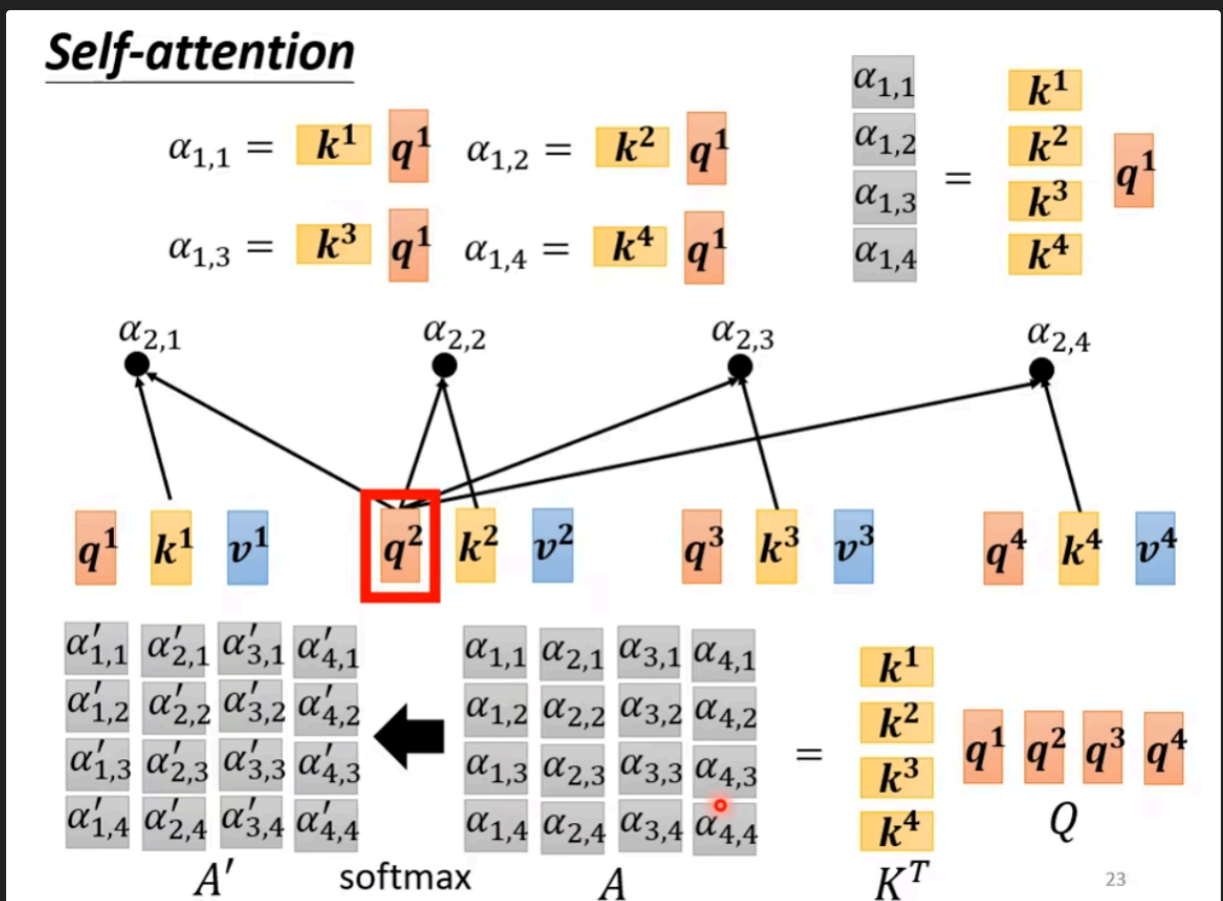 Self-attention
α1,1 = k¹ q¹ α1,2 = k² q¹
α1,3 = k³ q¹ α1,4 = k⁴ q¹
α1,1
α1,2
α1,3
α1,4
=
k¹
k²
k³
k⁴
q¹
α2,1 α2,2 α2,3 α2,4
q¹ k¹ v¹ q² k² v² q³ k³ v³ q⁴ k⁴ v⁴
α′1,1 α′2,1 α′3,1 α′4,1
α′1,2 α′2,2 α′3,2 α′4,2
α′1,3 α′2,3 α′3,3 α′4,3
α′1,4 α′2,4 α′3,4 α′4,4
A′
softmax
α1,1 α2,1 α3,1 α4,1
α1,2 α2,2 α3,2 α4,2
α1,3 α2,3 α3,3 α4,3
α1,4 α2,4 α3,4 α4,4
A
=
k¹
k²
k³
k⁴
Kᵀ
q¹ q² q³ q⁴
Q
23